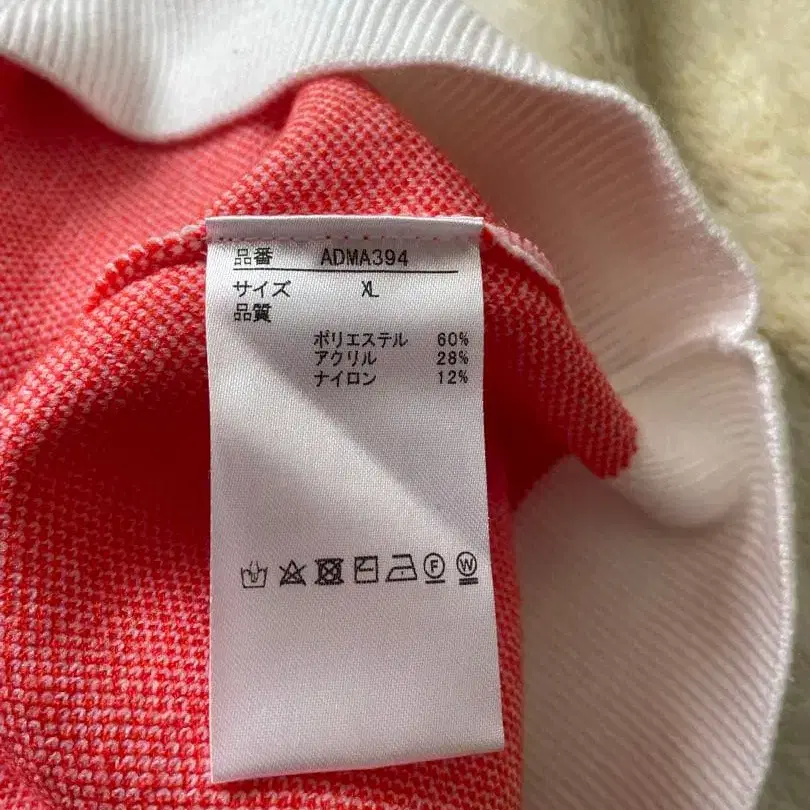 品番 ADMA394
サイズ XL
品質
ポリエステル 60%
アクリル 28%
ナイロン 12%
F W